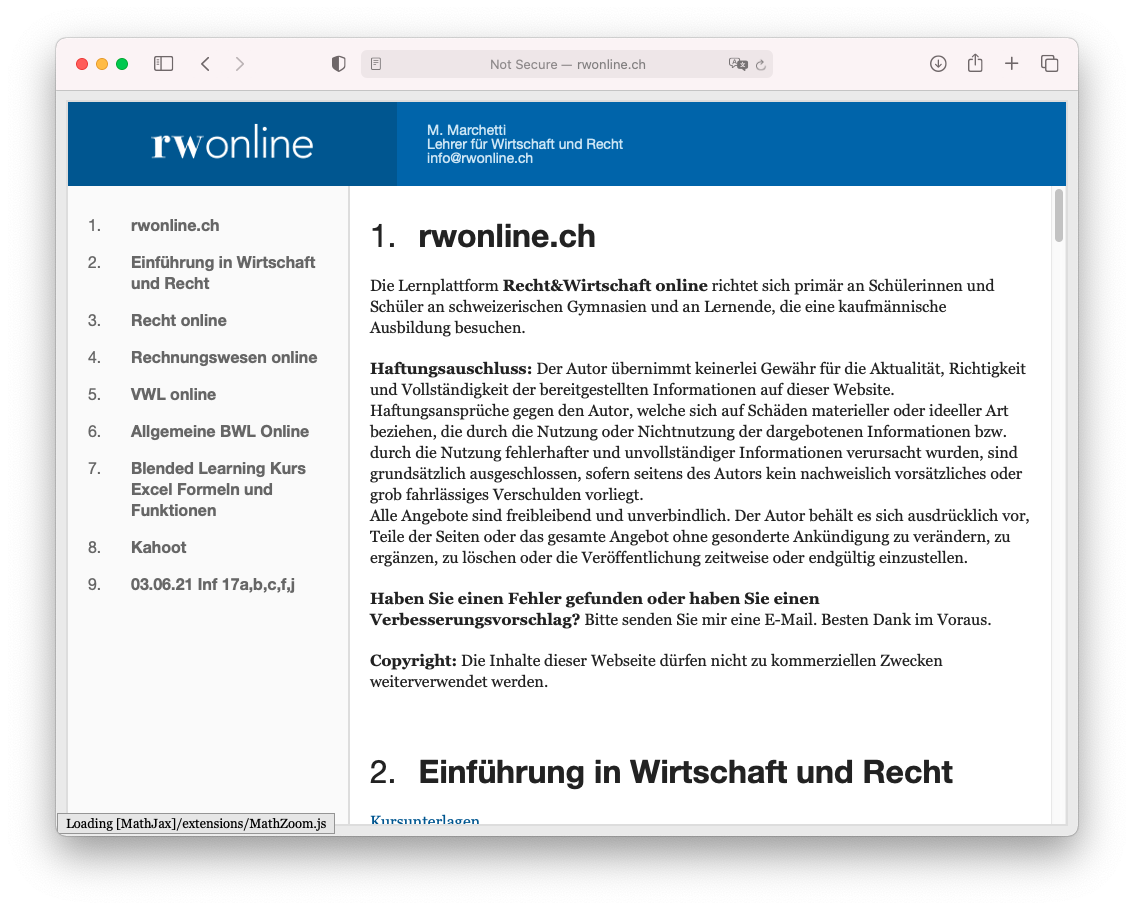 Not Secure — rwonline.ch
rwonline
M. Marchetti
Lehrer für Wirtschaft und Recht
info@rwonline.ch
1. rwonline.ch
2. Einführung in Wirtschaft
und Recht
3. Recht online
4. Rechnungswesen online
5. VWL online
6. Allgemeine BWL Online
7. Blended Learning Kurs
Excel Formeln und
Funktionen
8. Kahoot
9. 03.06.21 Inf 17a,b,c,f,j
1. rwonline.ch
Die Lernplattform Recht&Wirtschaft online richtet sich primär an Schülerinnen und
Schüler an schweizerischen Gymnasien und an Lernende, die eine kaufmännische
Ausbildung besuchen.
Haftungsauschluss: Der Autor übernimmt keinerlei Gewähr für die Aktualität, Richtigkeit
und Vollständigkeit der bereitgestellten Informationen auf dieser Website.
Haftungsansprüche gegen den Autor, welche sich auf Schäden materieller oder ideeller Art
beziehen, die durch die Nutzung oder Nichtnutzung der dargebotenen Informationen bzw.
durch die Nutzung fehlerhafter und unvollständiger Informationen verursacht wurden, sind
grundsätzlich ausgeschlossen, sofern seitens des Autors kein nachweislich vorsätzliches oder
grob fahrlässiges Verschulden vorliegt.
Alle Angebote sind freibleibend und unverbindlich. Der Autor behält es sich ausdrücklich vor,
Teile der Seiten oder das gesamte Angebot ohne gesonderte Ankündigung zu verändern, zu
ergänzen, zu löschen oder die Veröffentlichung zeitweise oder endgültig einzustellen.
Haben Sie einen Fehler gefunden oder haben Sie einen
Verbesserungsvorschlag? Bitte senden Sie mir eine E-Mail. Besten Dank im Voraus.
Copyright: Die Inhalte dieser Webseite dürfen nicht zu kommerziellen Zwecken
weiterverwendet werden.
2. Einführung in Wirtschaft und Recht
Kursunterlagen
Loading [MathJax]/extensions/MathZoom.js